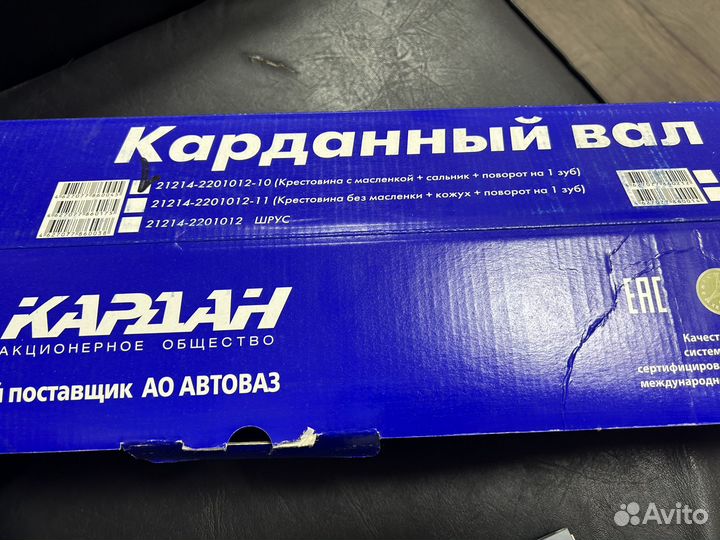 Карданный вал
21214-2201012-10 (Крестовина с масленкой + сальник + поворот на 1 зуб)
21214-2201012-11 (Крестовина без масленки + кожух + поворот на 1 зуб)
21214-2201012 ШРУС
КАРДАН
АКЦИОНЕРНОЕ ОБЩЕСТВО
поставщик АО АВТОВАЗ
EAC
Качест
систем
сертифициров
международн
Avito